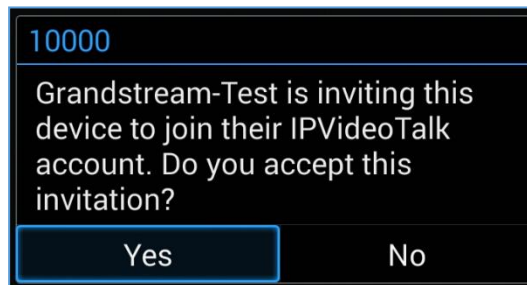 10000
Grandstream-Test is inviting this
device to join their IPVideoTalk
account. Do you accept this
invitation?
Yes No